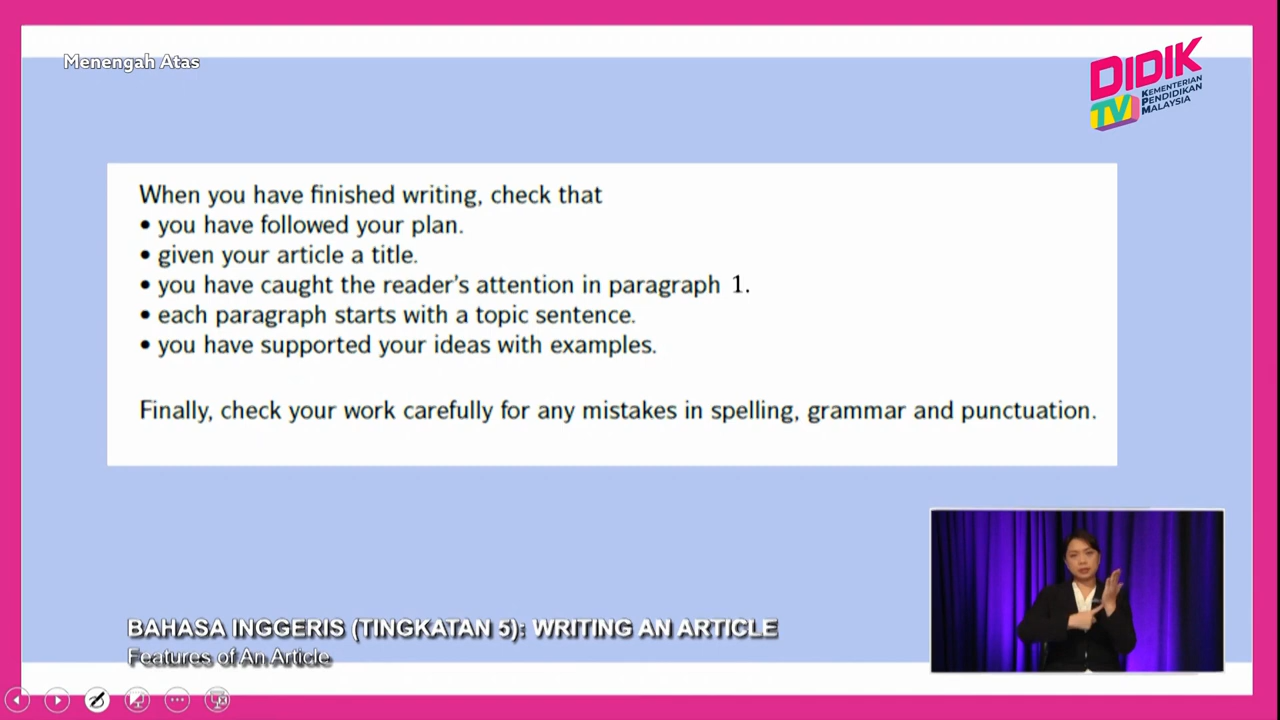 Menengah Atas
DIDIK
TV
KEMENTERIAN
PENDIDIKAN
MALAYSIA
When you have finished writing, check that
• you have followed your plan.
• given your article a title.
• you have caught the reader's attention in paragraph 1.
• each paragraph starts with a topic sentence.
• you have supported your ideas with examples.
Finally, check your work carefully for any mistakes in spelling, grammar and punctuation.
BAHASA INGGERIS (TINGKATAN 5): WRITING AN ARTICLE
Features of An Article